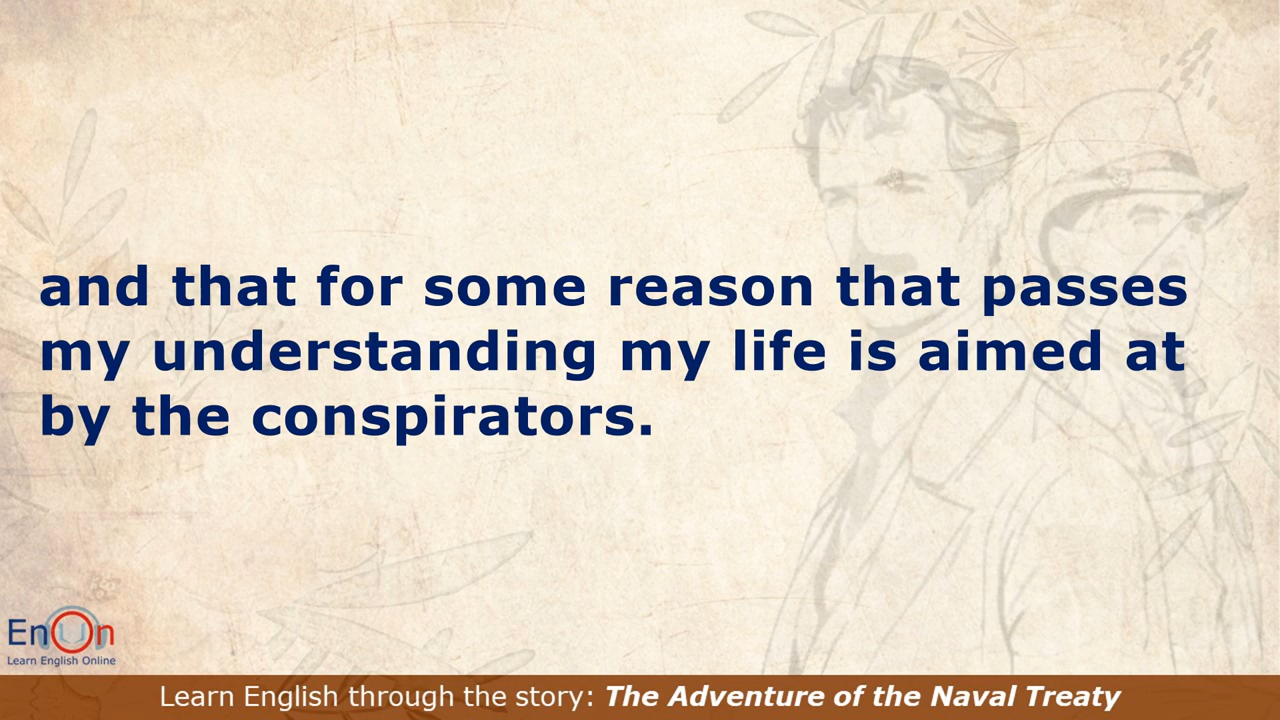 and that for some reason that passes
my understanding my life is aimed at
by the conspirators.
EnOn
Learn English Online
Learn English through the story: The Adventure of the Naval Treaty